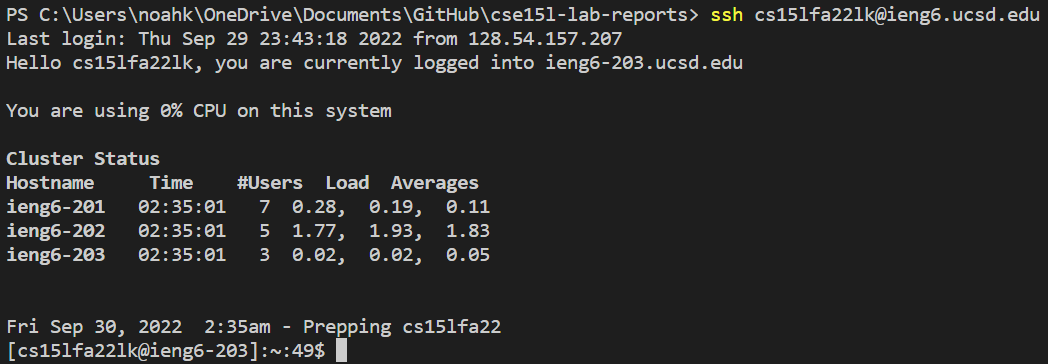 PS C:\Users\noahk\OneDrive\Documents\GitHub\cse15l-lab-reports> ssh cs15lfa22lk@ieng6.ucsd.edu
Last login: Thu Sep 29 23:43:18 2022 from 128.54.157.207
Hello cs15lfa22lk, you are currently logged into ieng6-203.ucsd.edu

You are using 0% CPU on this system

Cluster Status
Hostname     Time    #Users  Load  Averages
ieng6-201   02:35:01   7  0.28,  0.19,  0.11
ieng6-202   02:35:01   5  1.77,  1.93,  1.83
ieng6-203   02:35:01   3  0.02,  0.02,  0.05


Fri Sep 30, 2022  2:35am - Prepping cs15lfa22
[cs15lfa22lk@ieng6-203]:~:49$